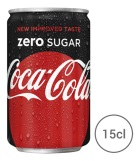 NEW IMPROVED TASTE
zero SUGAR
Coca-Cola
15cl